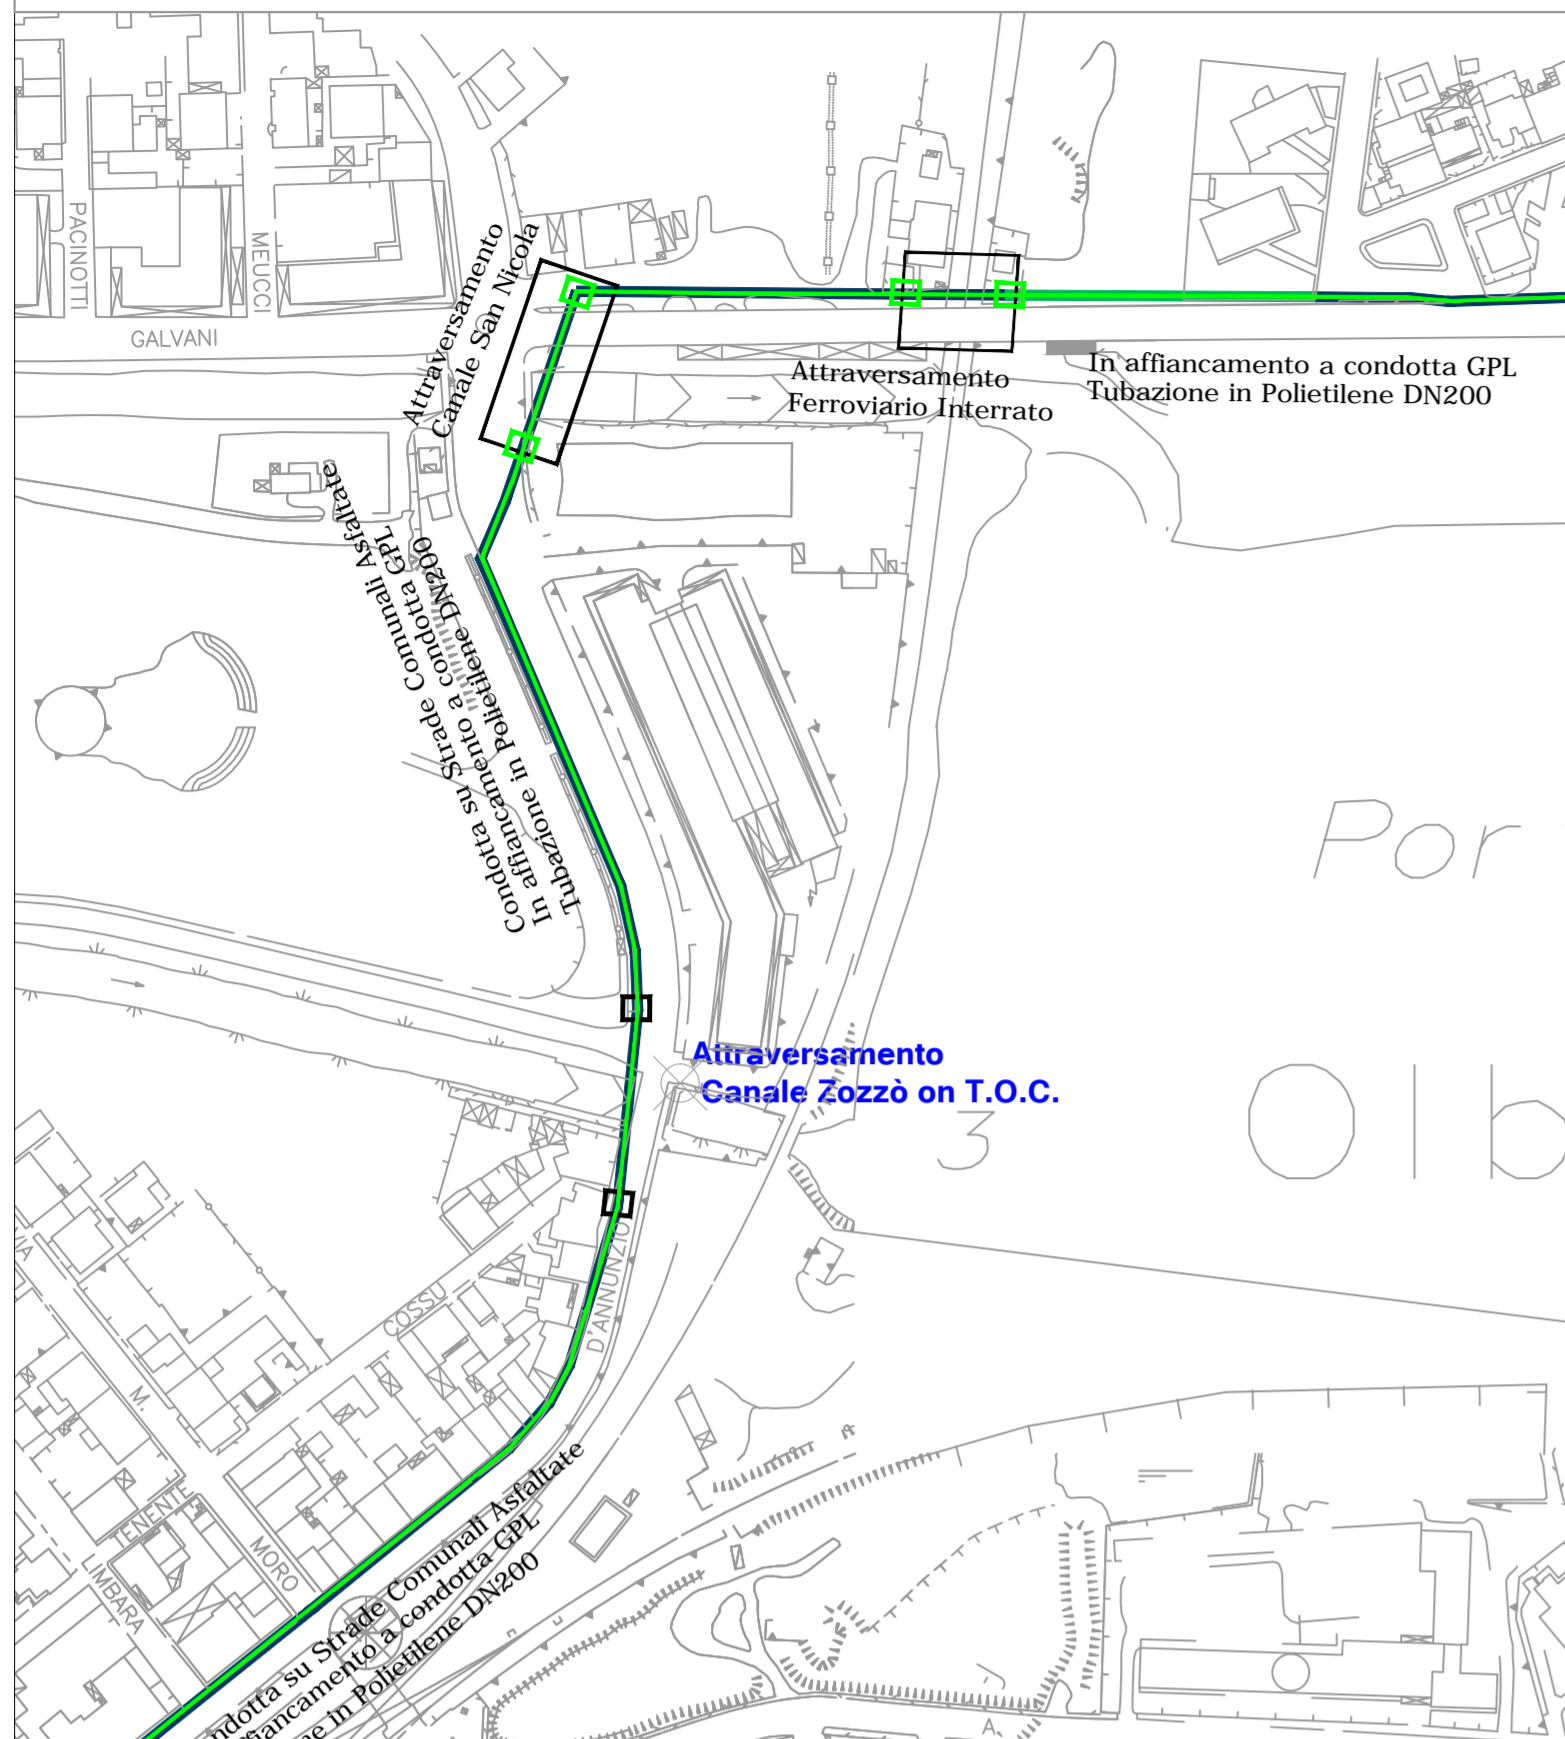 PACINOTTI
MEUCCI
GALVANI
Attraversamento
Canale San Nicola
Attraversamento
Ferroviario Interrato
In affiancamento a condotta GPL
Tubazione in Polietilene DN200
Condotta su Strade Comunali Asfaltate
In affiancamento a condotta GPL
Tubazione in Polietilene DN200
Por
Attraversamento
Canale Zozzò on T.O.C.
3
Olb
D'ANNUNZIO
COSSU
M.
MORO
TENENTE
LIMBARA
ndotta su Strade Comunali Asfaltate
ffiancamento a condotta GPL
ne in Polietilene DN200
A.